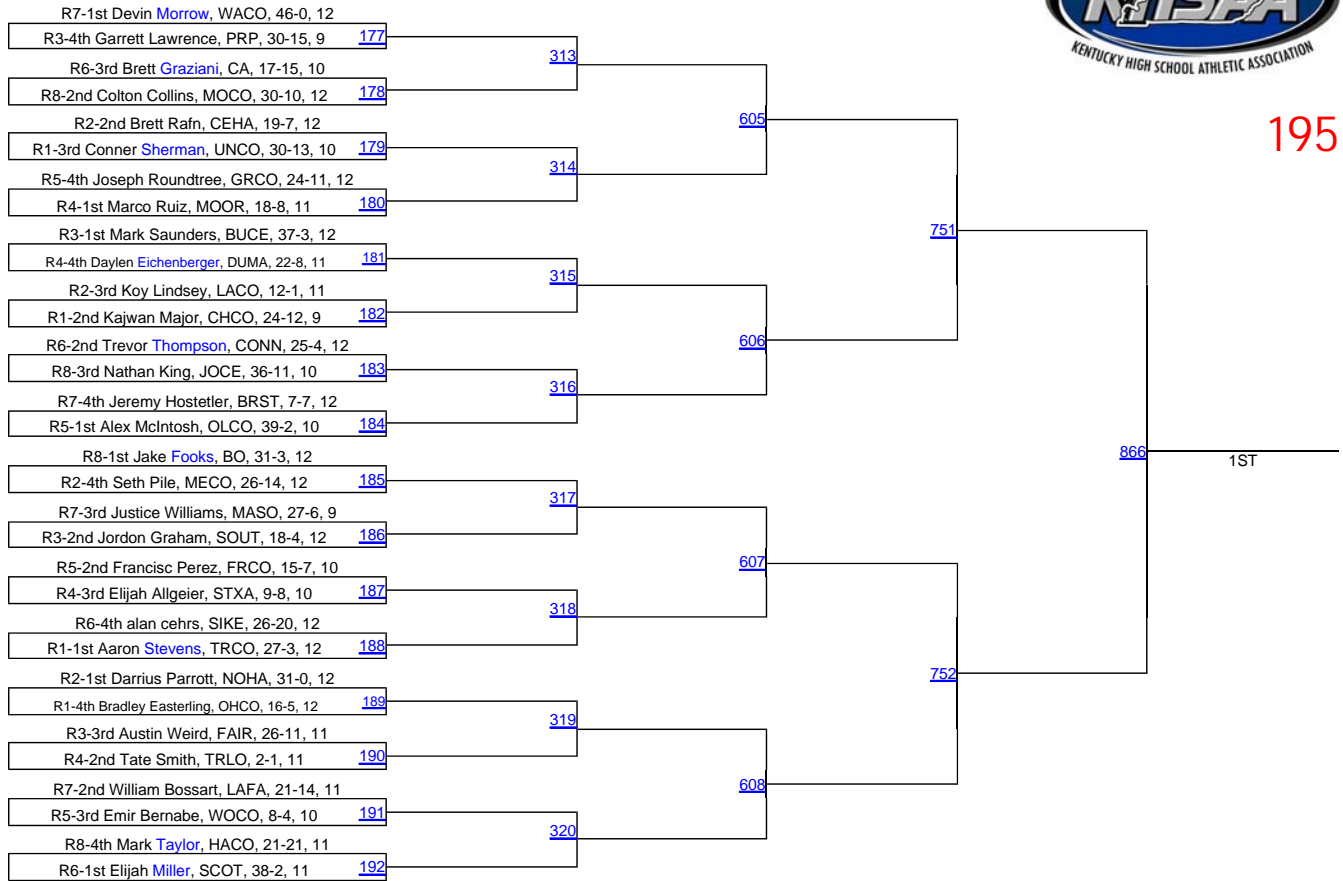 KHSAA
KENTUCKY HIGH SCHOOL ATHLETIC ASSOCIATION
195
R7-1st Devin Morrow, WACO, 46-0, 12
R3-4th Garrett Lawrence, PRP, 30-15, 9 177
313
R6-3rd Brett Graziani, CA, 17-15, 10
R8-2nd Colton Collins, MOCO, 30-10, 12 178
605
R2-2nd Brett Rafn, CEHA, 19-7, 12
R1-3rd Conner Sherman, UNCO, 30-13, 10 179
314
R5-4th Joseph Roundtree, GRCO, 24-11, 12
R4-1st Marco Ruiz, MOOR, 18-8, 11 180
751
R3-1st Mark Saunders, BUCE, 37-3, 12
R4-4th Daylen Eichenberger, DUMA, 22-8, 11 181
315
R2-3rd Koy Lindsey, LACO, 12-1, 11
R1-2nd Kajwan Major, CHCO, 24-12, 9 182
606
R6-2nd Trevor Thompson, CONN, 25-4, 12
R8-3rd Nathan King, JOCE, 36-11, 10 183
316
R7-4th Jeremy Hostetler, BRST, 7-7, 12
R5-1st Alex McIntosh, OLCO, 39-2, 10 184
866
1ST
R8-1st Jake Fooks, BO, 31-3, 12
R2-4th Seth Pile, MECO, 26-14, 12 185
317
R7-3rd Justice Williams, MASO, 27-6, 9
R3-2nd Jordon Graham, SOUT, 18-4, 12 186
607
R5-2nd Francisc Perez, FRCO, 15-7, 10
R4-3rd Elijah Allgeier, STXA, 9-8, 10 187
318
R6-4th alan cehrs, SIKE, 26-20, 12
R1-1st Aaron Stevens, TRCO, 27-3, 12 188
752
R2-1st Darrius Parrott, NOHA, 31-0, 12
R1-4th Bradley Easterling, OHCO, 16-5, 12 189
319
R3-3rd Austin Weird, FAIR, 26-11, 11
R4-2nd Tate Smith, TRLO, 2-1, 11 190
608
R7-2nd William Bossart, LAFA, 21-14, 11
R5-3rd Emir Bernabe, WOCO, 8-4, 10 191
320
R8-4th Mark Taylor, HACO, 21-21, 11
R6-1st Elijah Miller, SCOT, 38-2, 11 192